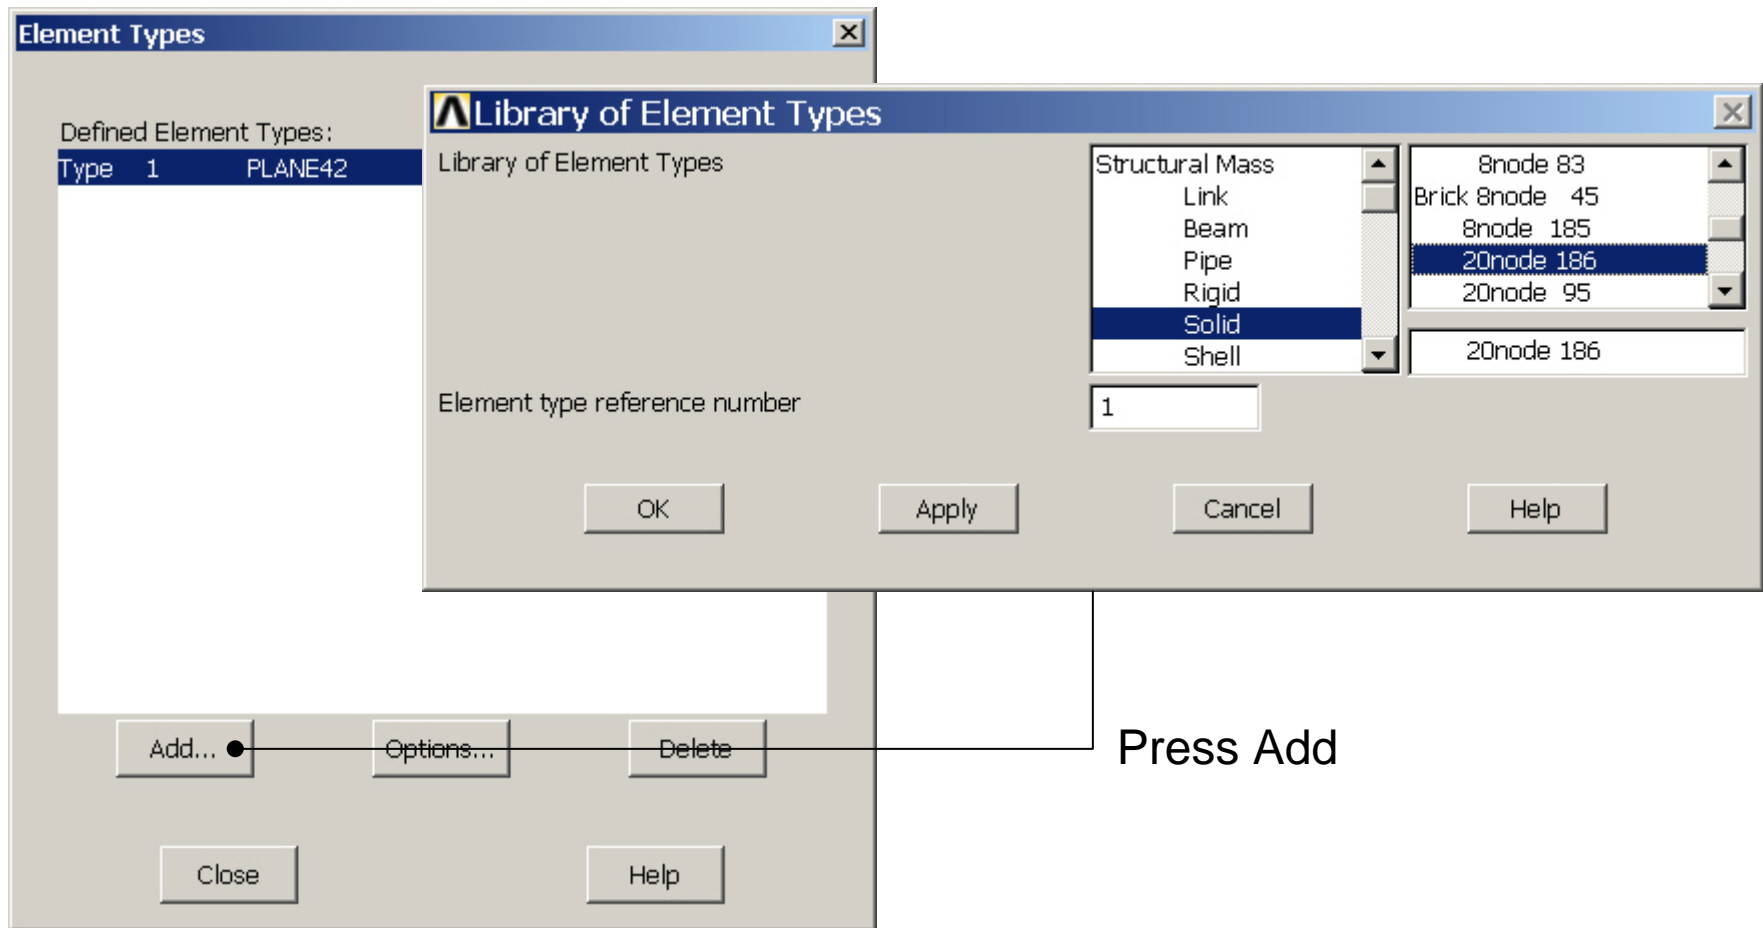 Element Types
Defined Element Types:
Type 1 PLANE42
Add...
Options...
Delete
Close
Help
Library of Element Types
Library of Element Types
Structural Mass
Link
Beam
Pipe
Rigid
Solid
Shell
8node 83
Brick 8node 45
8node 185
20node 186
20node 95
20node 186
Element type reference number
1
OK
Apply
Cancel
Help
Press Add